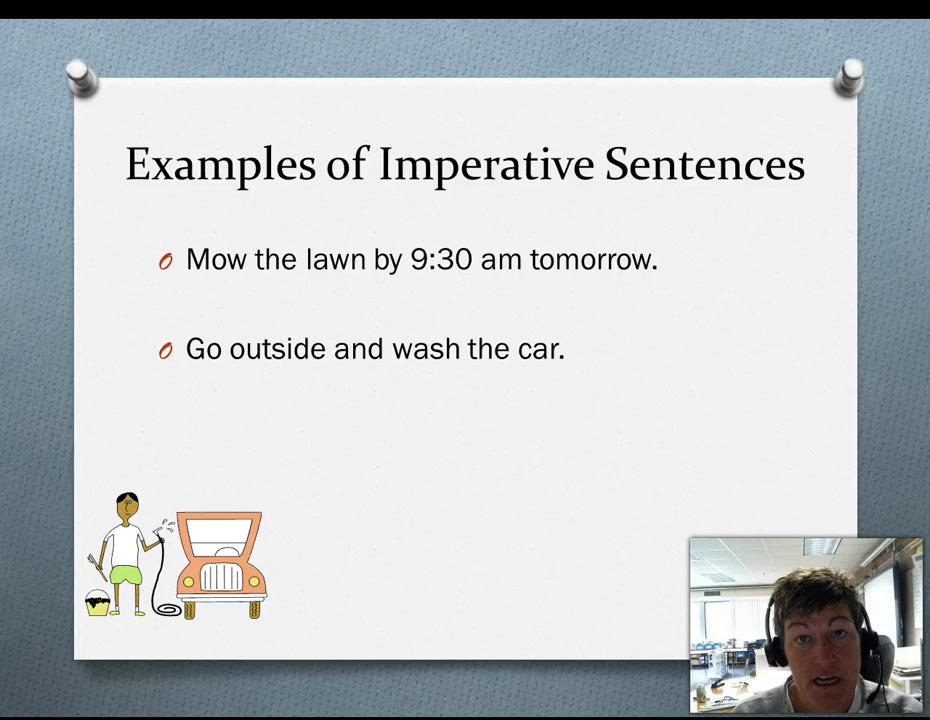 Examples of Imperative Sentences
Mow the lawn by 9:30 am tomorrow.
Go outside and wash the car.